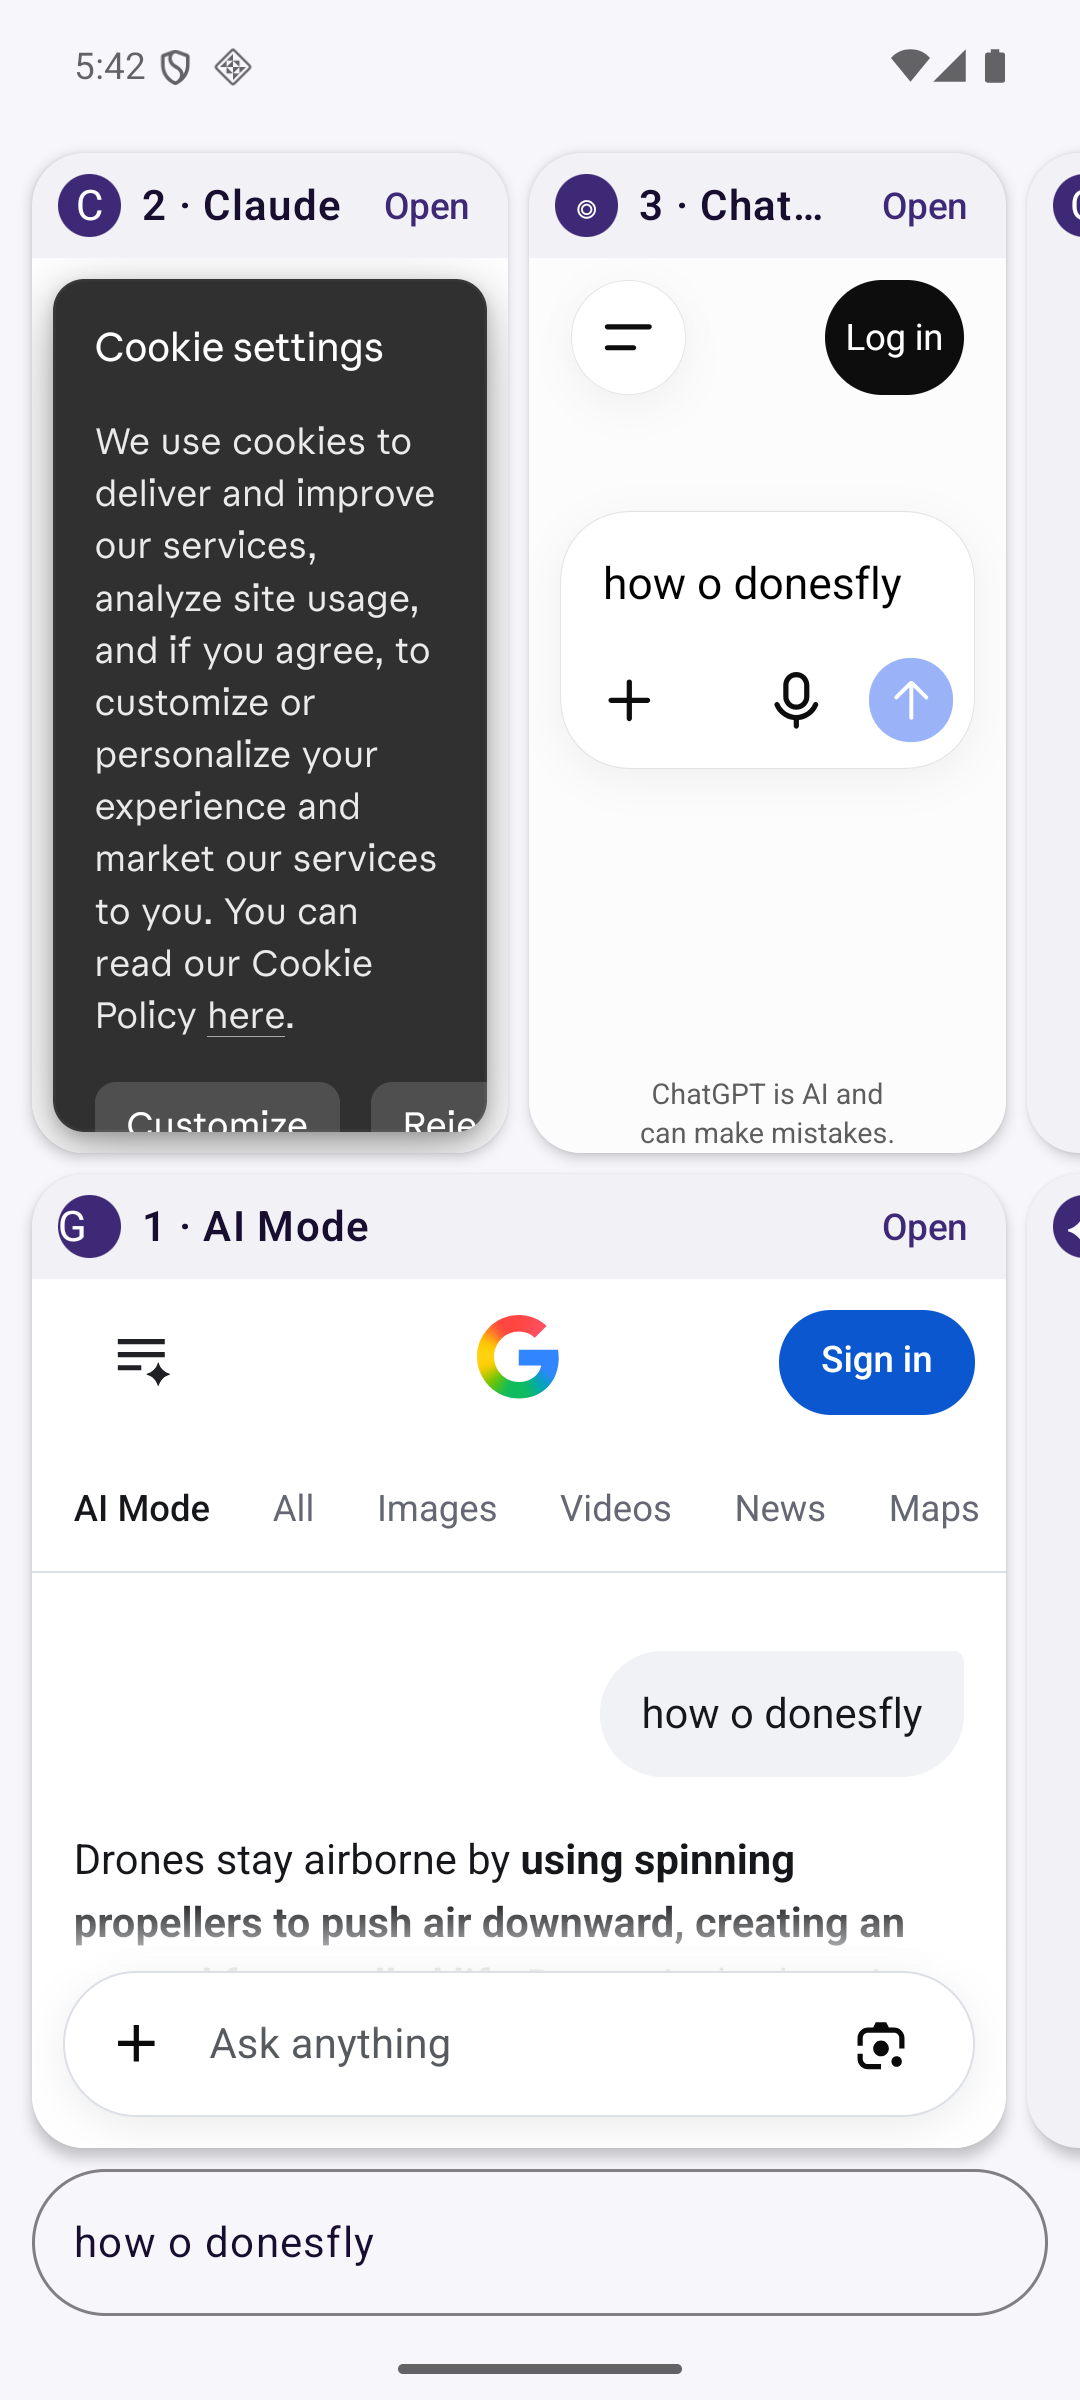 5:42
C 2 · Claude Open
Cookie settings
We use cookies to
deliver and improve
our services,
analyze site usage,
and if you agree, to
customize or
personalize your
experience and
market our services
to you. You can
read our Cookie
Policy here.
Customize Reje
3 · Chat... Open
Log in
how o donesfly
ChatGPT is AI and
can make mistakes.
G 1 · AI Mode Open
Sign in
AI Mode All Images Videos News Maps
how o donesfly
Drones stay airborne by using spinning
propellers to push air downward, creating an
Ask anything
how o donesfly